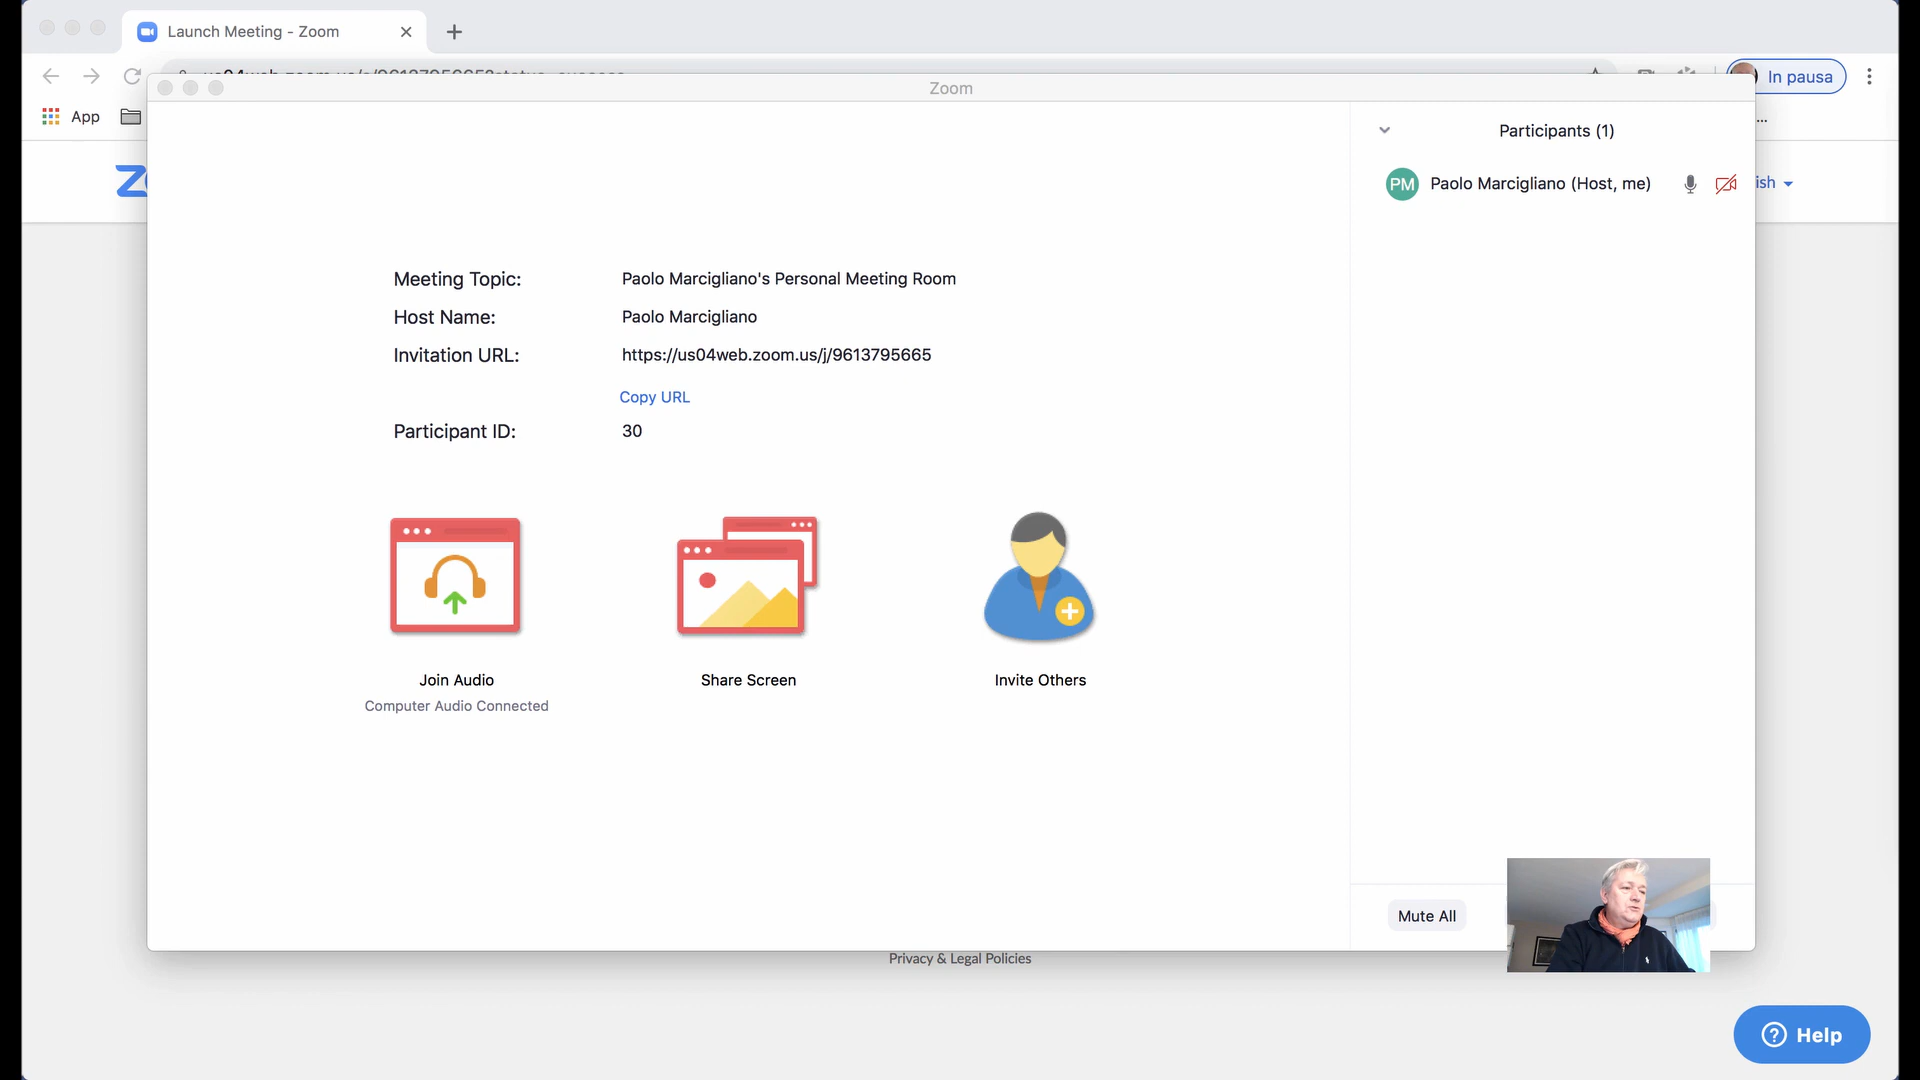 Launch Meeting - Zoom
In pausa
App
Zoom
...
Participants (1)
PM Paolo Marcigliano (Host, me)
Meeting Topic: Paolo Marcigliano's Personal Meeting Room
Host Name: Paolo Marcigliano
Invitation URL: https://us04web.zoom.us/j/9613795665
Copy URL
Participant ID: 30
Join Audio
Computer Audio Connected
Share Screen
Invite Others
Mute All
Privacy & Legal Policies
? Help